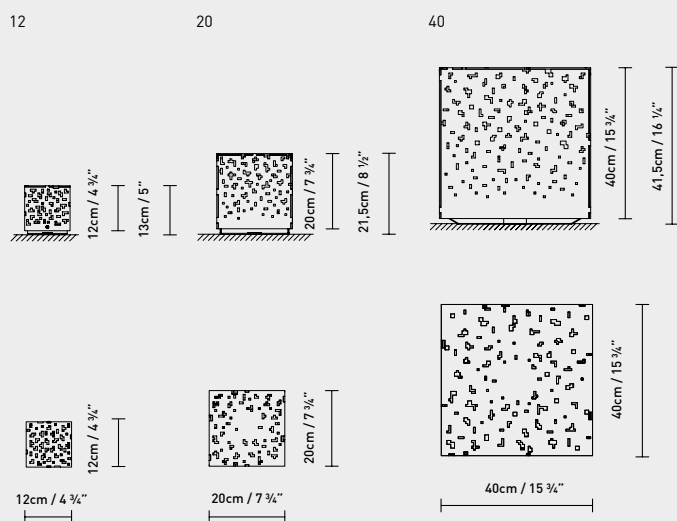 12
20
40
12cm / 4 ¾”
13cm / 5”
20cm / 7 ¾”
21,5cm / 8 ½”
40cm / 15 ¾”
41,5cm / 16 ¼”
12cm / 4 ¾”
20cm / 7 ¾”
40cm / 15 ¾”
12cm / 4 ¾”
20cm / 7 ¾”
40cm / 15 ¾”